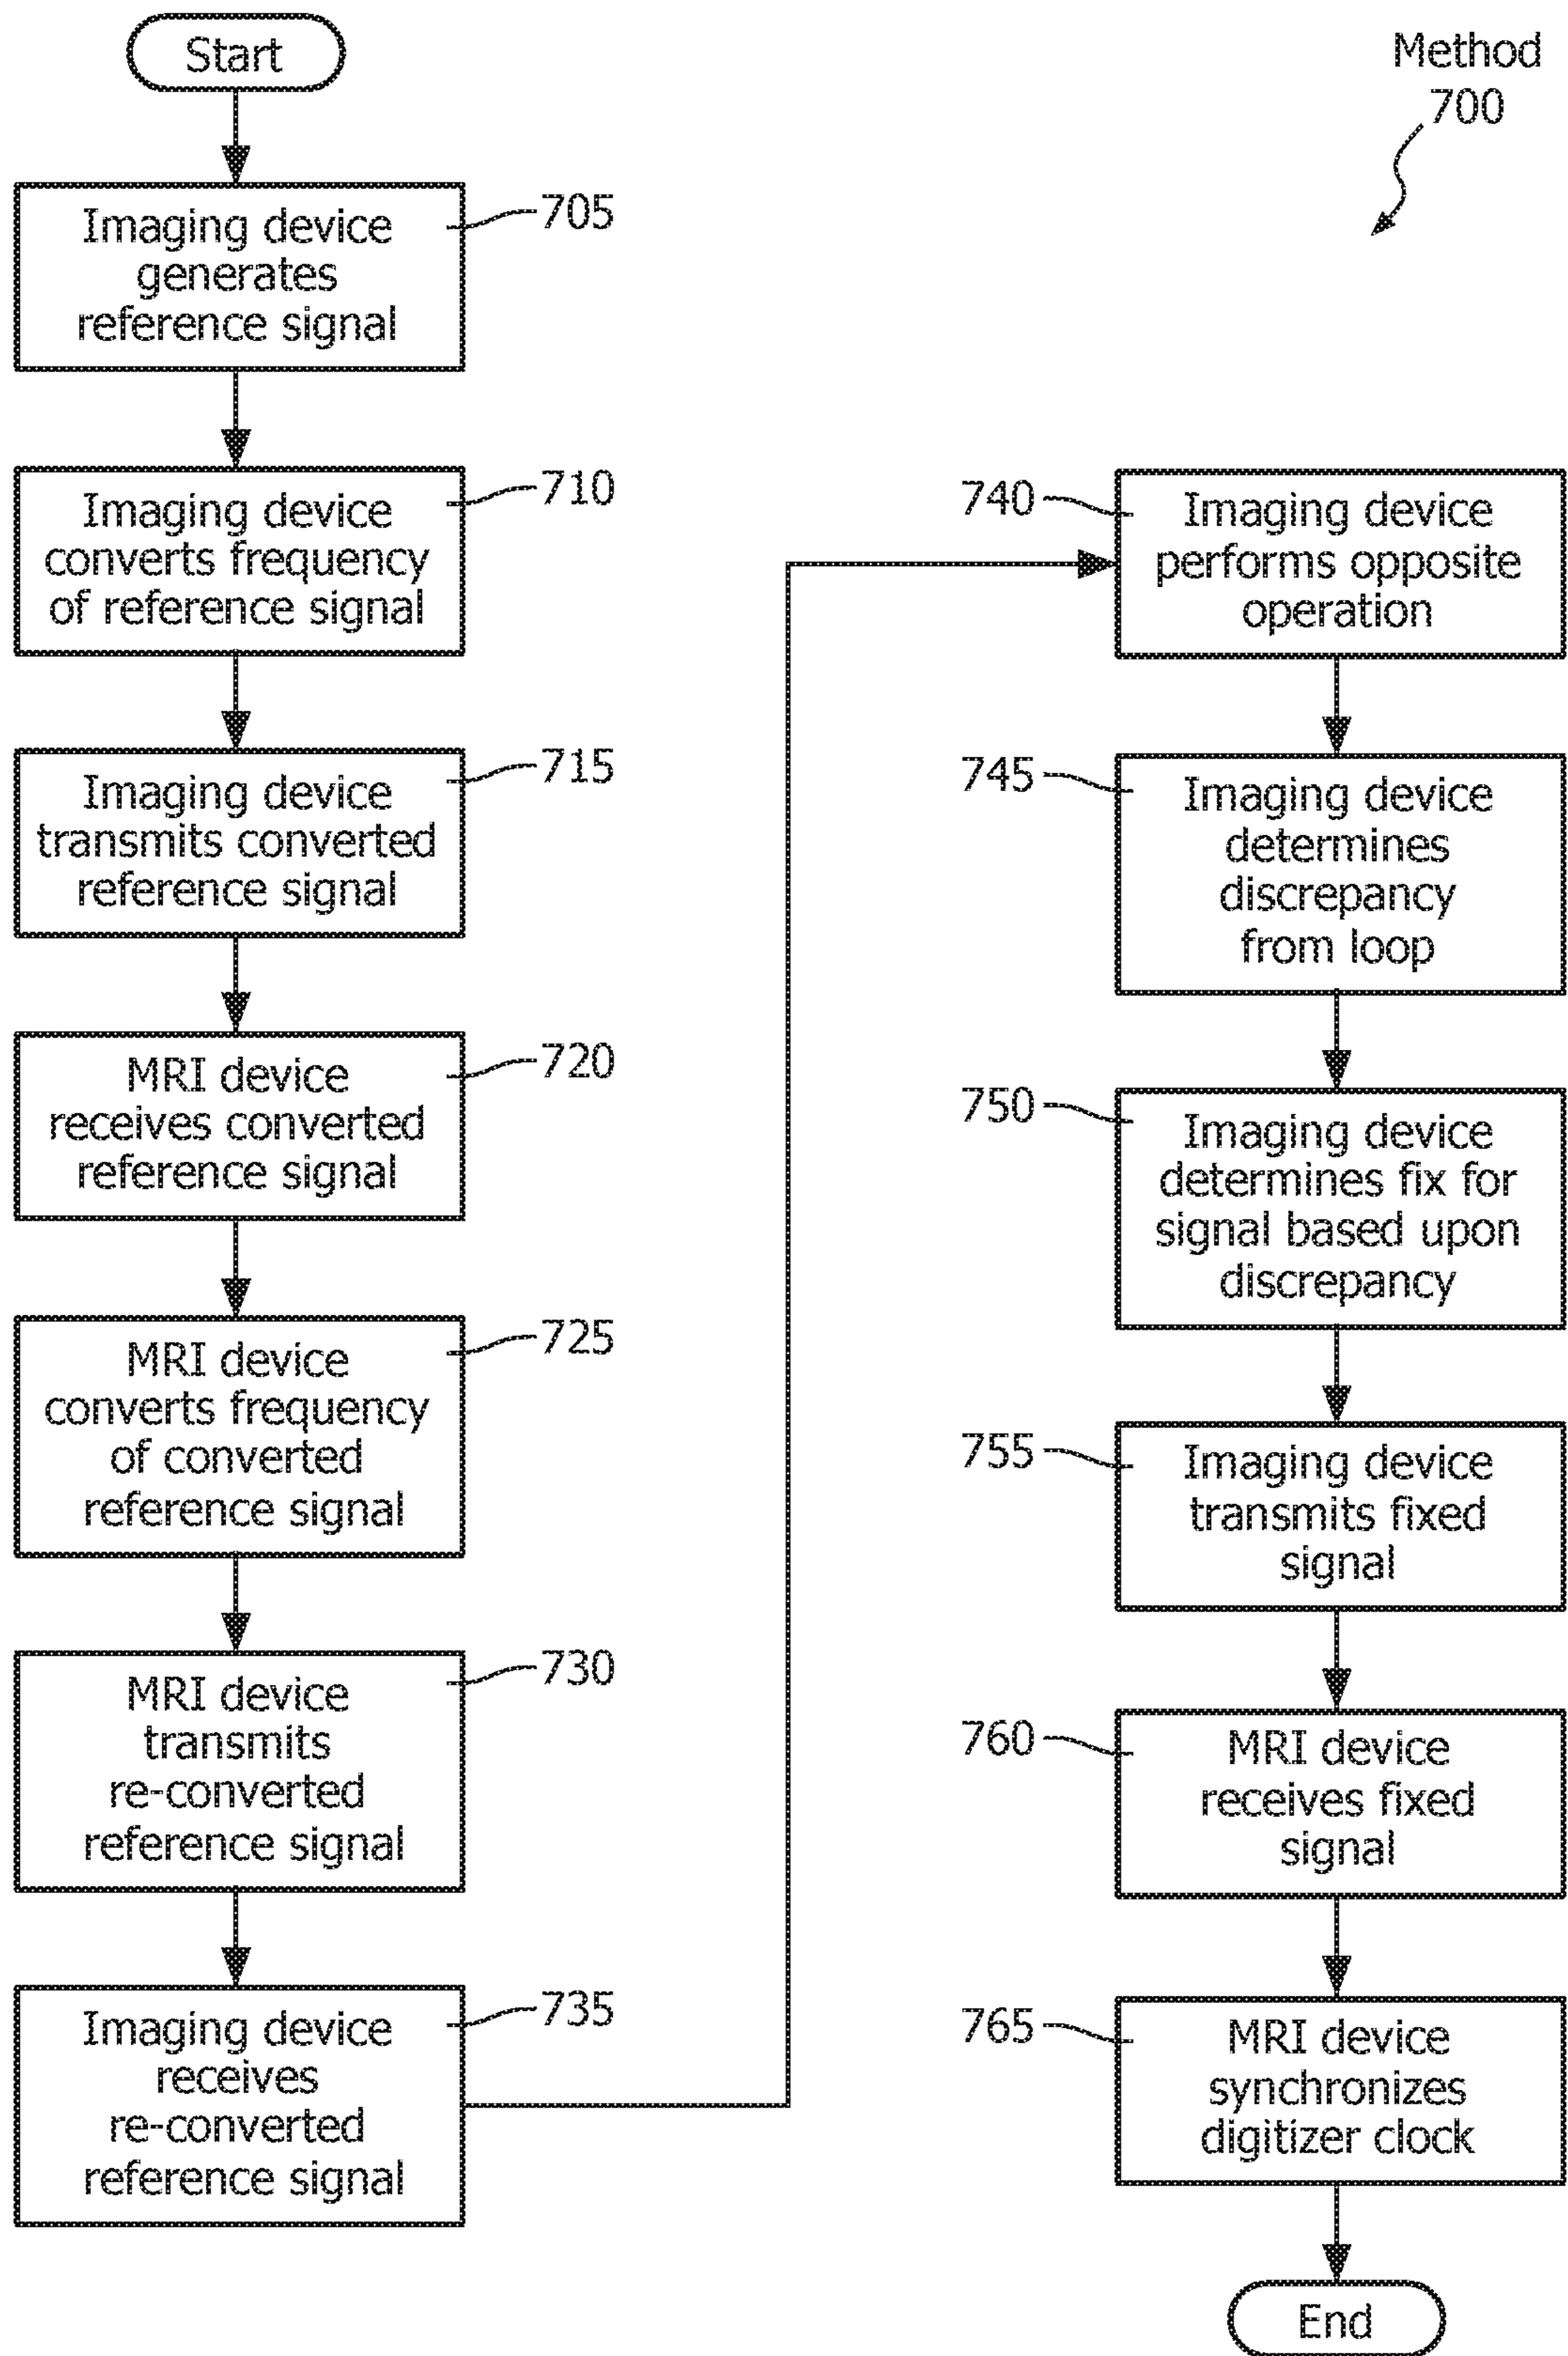 Start
Method
700
Imaging device
generates
reference signal
705
Imaging device
converts frequency
of reference signal
710
Imaging device
transmits converted
reference signal
715
MRI device
receives converted
reference signal
720
MRI device
converts frequency
of converted
reference signal
725
MRI device
transmits
re-converted
reference signal
730
Imaging device
receives
re-converted
reference signal
735
740
Imaging device
performs opposite
operation
745
Imaging device
determines
discrepancy
from loop
750
Imaging device
determines fix for
signal based upon
discrepancy
755
Imaging device
transmits fixed
signal
760
MRI device
receives fixed
signal
765
MRI device
synchronizes
digitizer clock
End